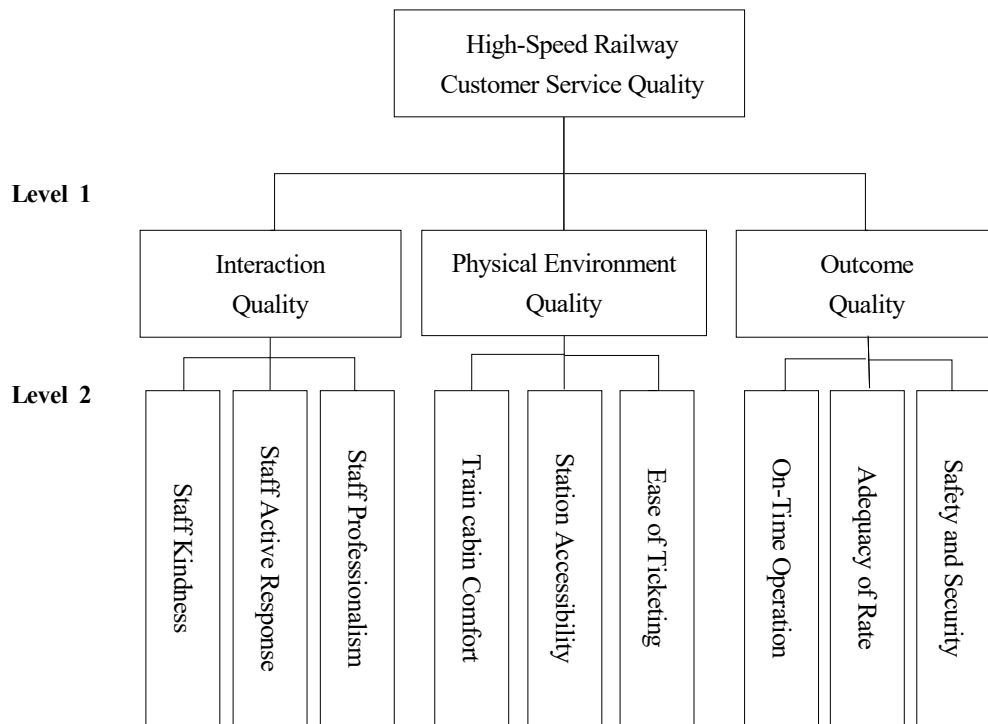 High-Speed Railway
Customer Service Quality
Level 1
Interaction
Quality
Physical Environment
Quality
Outcome
Quality
Level 2
Staff Kindness
Staff Active Response
Staff Professionalism
Train cabin Comfort
Station Accessibility
Ease of Ticketing
On-Time Operation
Adequacy of Rate
Safety and Security